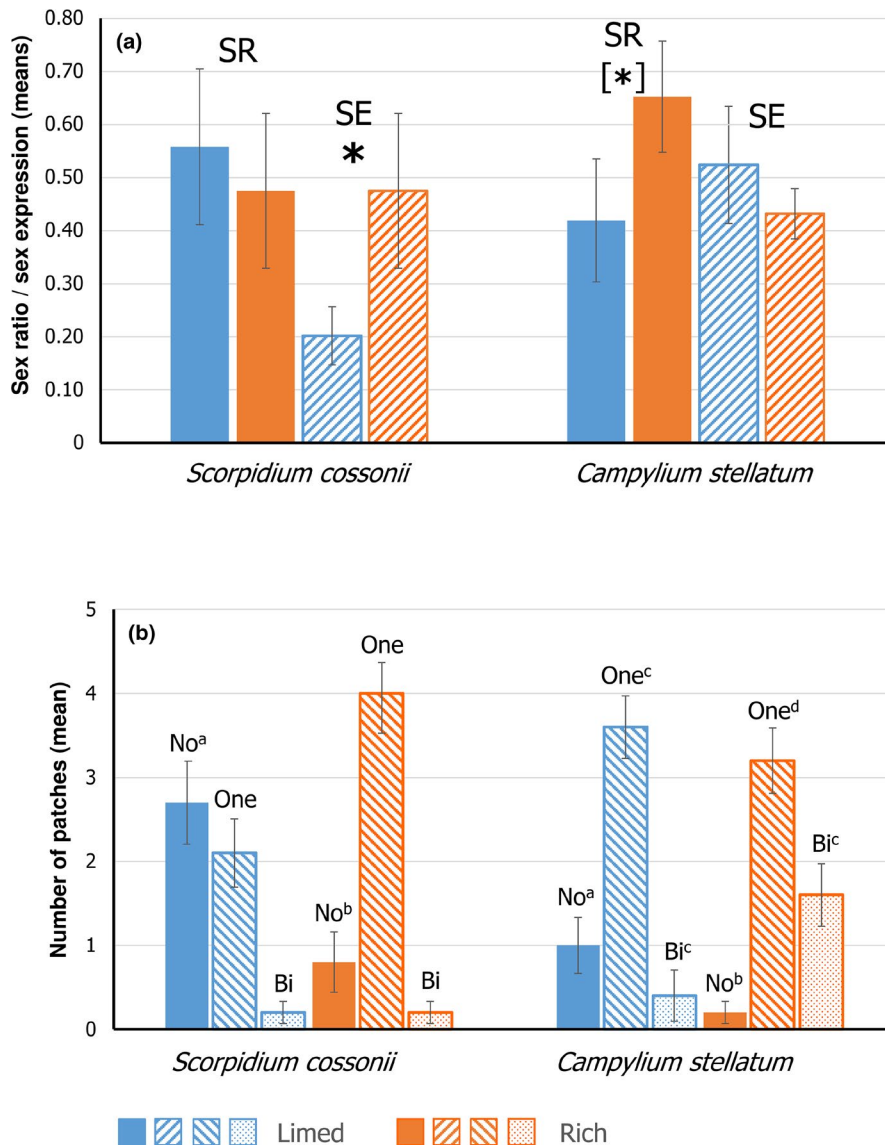 (a)
Sex ratio / sex expression (means)
0.80
0.70
0.60
0.50
0.40
0.30
0.20
0.10
0
SR
SE
*
SR
[*]
SE
Scorpidium cossonii
Campylium stellatum
(b)
Number of patches (mean)
5
4
3
2
1
0
Noᵃ
One
Bi
Noᵇ
One
Bi
Noᵃ
Oneᶜ
Biᶜ
Noᵇ
Oneᵈ
Biᶜ
Scorpidium cossonii
Campylium stellatum
Limed
Rich